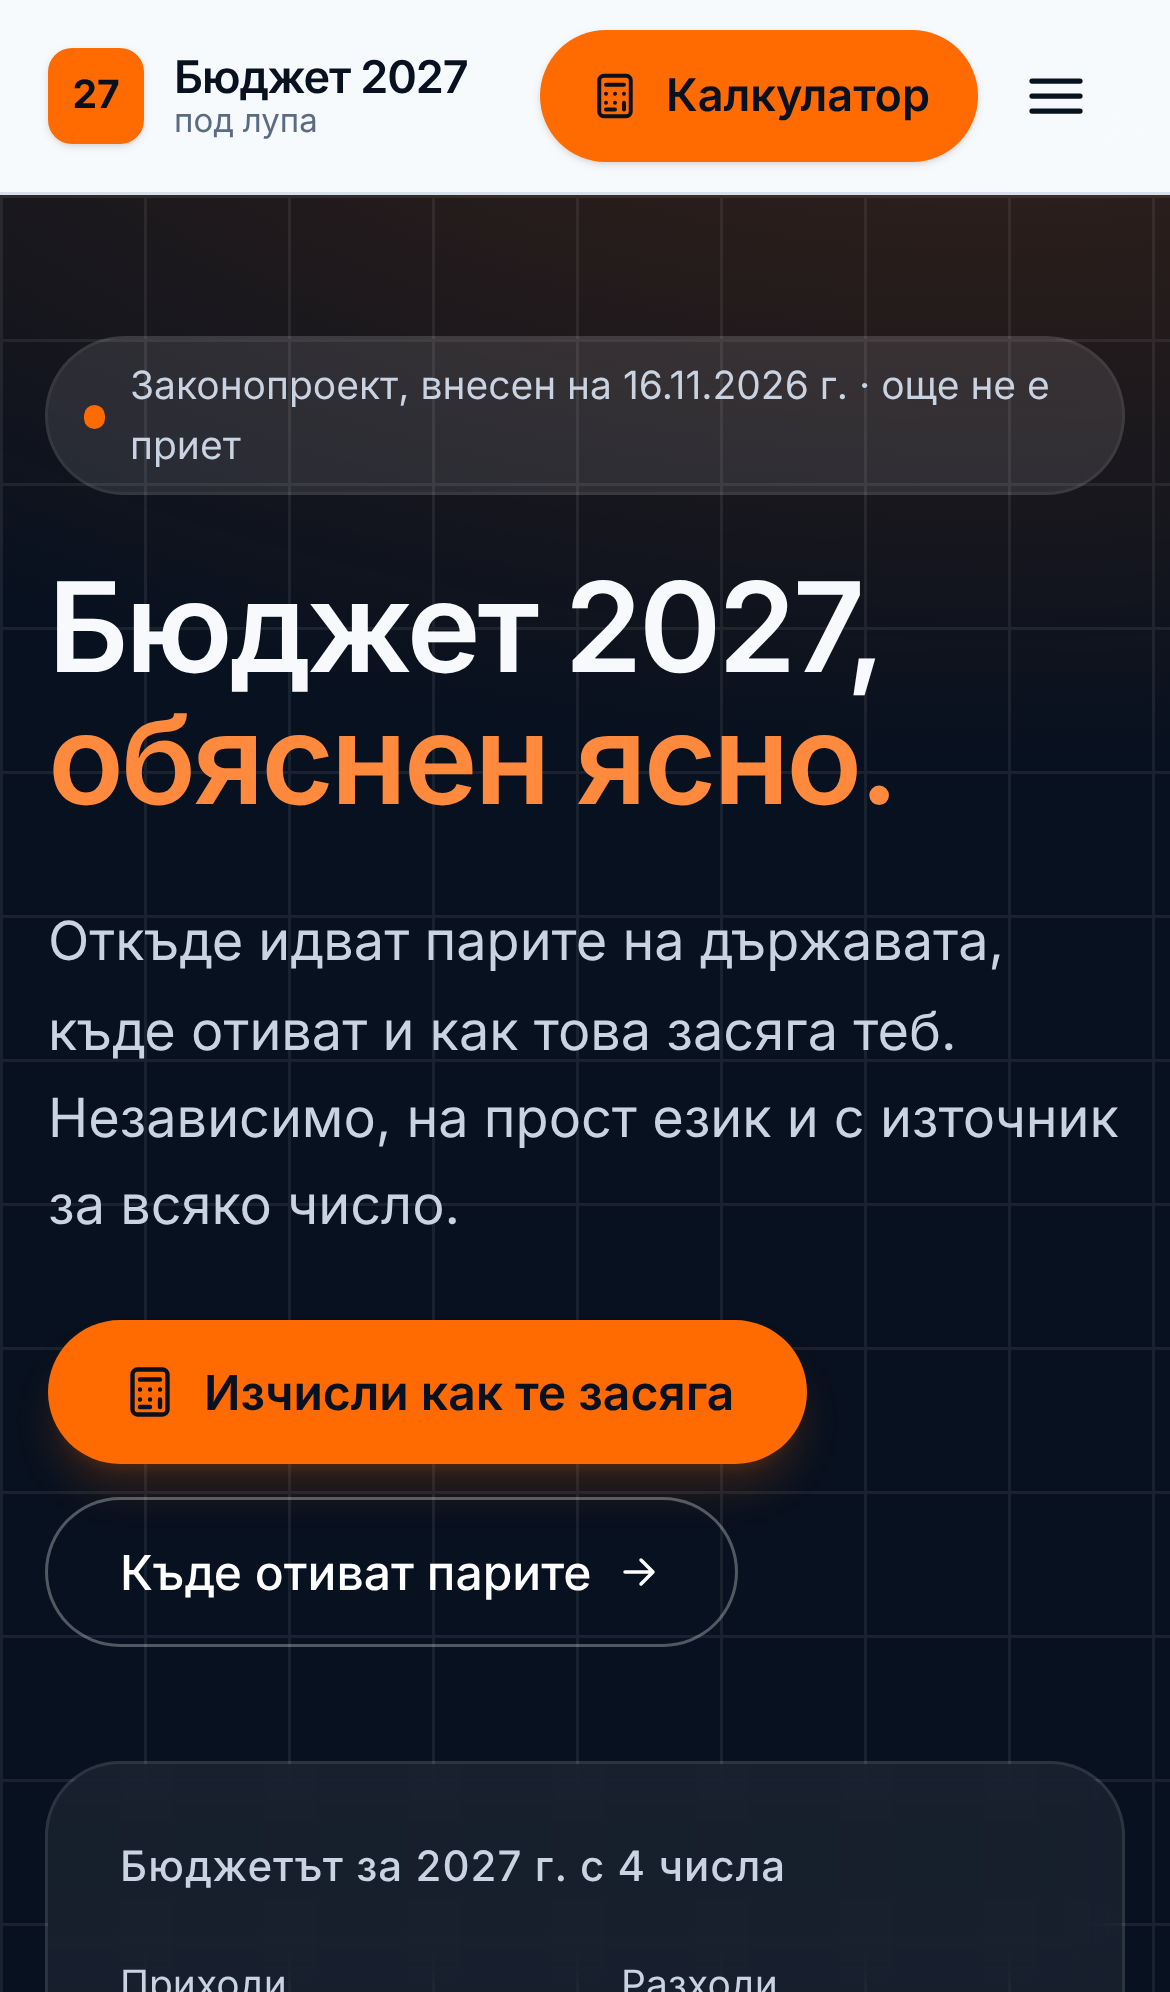 27
Бюджет 2027
под лупа
Калкулатор
Законопроект, внесен на 16.11.2026 г. · още не е
приет
Бюджет 2027,
обяснен ясно.
Откъде идват парите на държавата,
къде отиват и как това засяга теб.
Независимо, на прост език и с източник
за всяко число.
Изчисли как те засяга
Къде отиват парите →
Бюджетът за 2027 г. с 4 числа
Приходи
Разходи